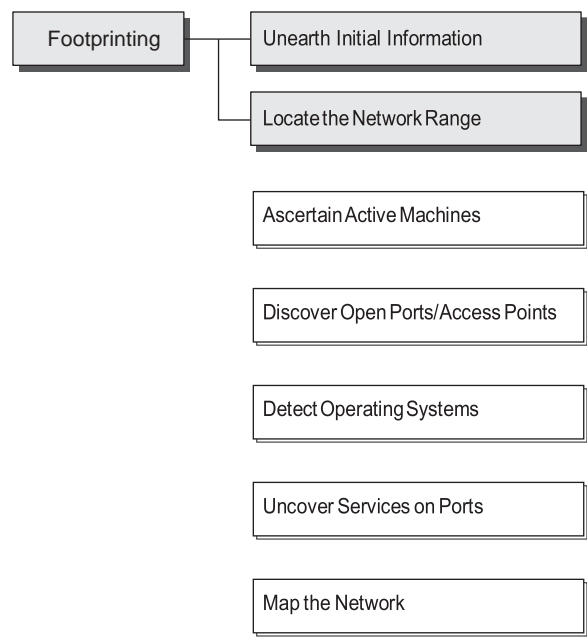 Footprinting
Unearth Initial Information
Locate the Network Range
Ascertain Active Machines
Discover Open Ports/Access Points
Detect Operating Systems
Uncover Services on Ports
Map the Network